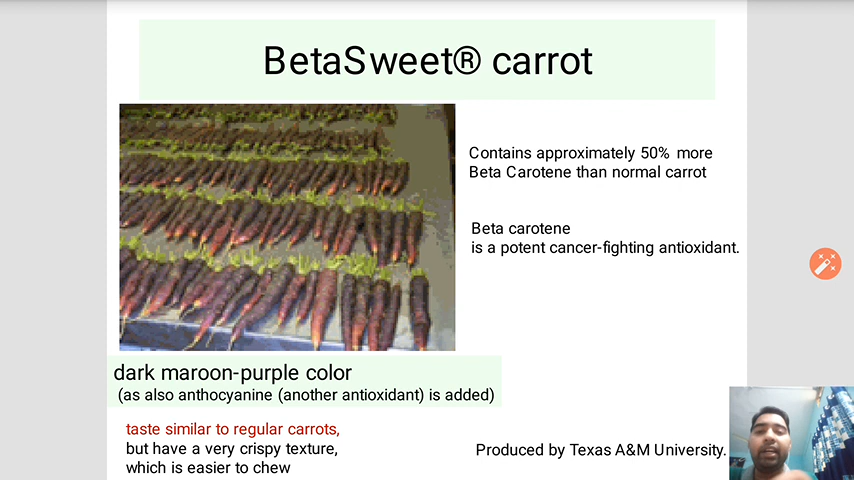 BetaSweet® carrot
Contains approximately 50% more
Beta Carotene than normal carrot
Beta carotene
is a potent cancer-fighting antioxidant.
dark maroon-purple color
(as also anthocyanine (another antioxidant) is added)
taste similar to regular carrots,
but have a very crispy texture,
which is easier to chew
Produced by Texas A&M University.